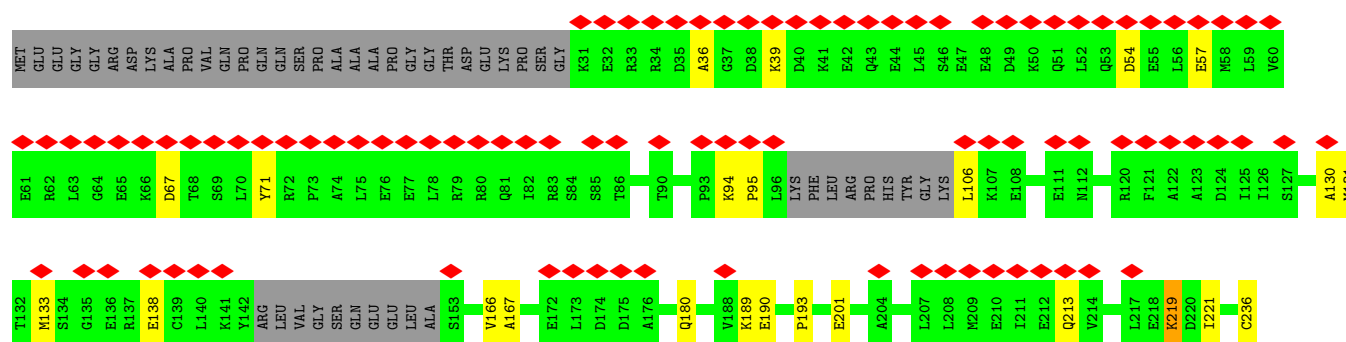 MET GLU GLU GLY GLY ARG ASP LYS ALA PRO VAL GLN PRO GLN GLN SER PRO ALA ALA ALA PRO GLY GLY THR ASP GLU LYS PRO SER GLY K31 E32 R33 R34 D35 A36 G37 D38 K39 D40 K41 E42 Q43 E44 L45 S46 E47 E48 D49 K50 Q51 L52 Q53 D54 E55 L56 E57 M58 L59 V60
E61 R62 L63 G64 E65 K66 D67 T68 S69 L70 Y71 R72 P73 A74 L75 E76 E77 L78 R79 R80 Q81 I82 R83 S84 S85 T86 T90 P93 K94 P95 L96 LYS PHE LEU ARG PRO HIS TYR GLY LYS L106 K107 E108 E111 N112 R120 F121 A122 A123 D124 I125 I126 S127 A130
T132 M133 S134 G135 E136 R137 E138 C139 L140 K141 Y142 ARG LEU VAL GLY SER GLN GLU GLU LEU ALA S153 V166 A167 E172 L173 D174 D175 A176 Q180 V188 K189 E190 P193 E201 A204 L207 L208 M209 E210 I211 E212 Q213 V214 L217 E218 K219 D220 I221 C236